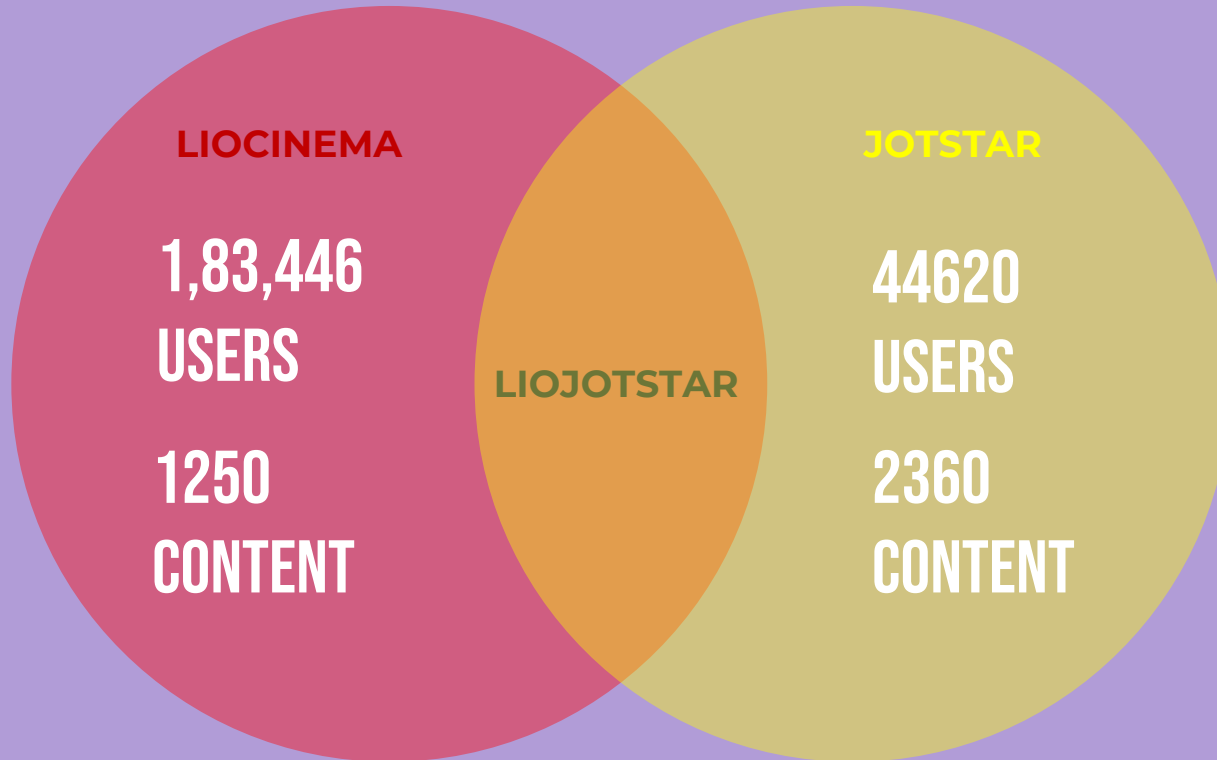 LIOCINEMA
1,83,446
USERS
1250
CONTENT
LIOJOTSTAR
JOTSTAR
44620
USERS
2360
CONTENT